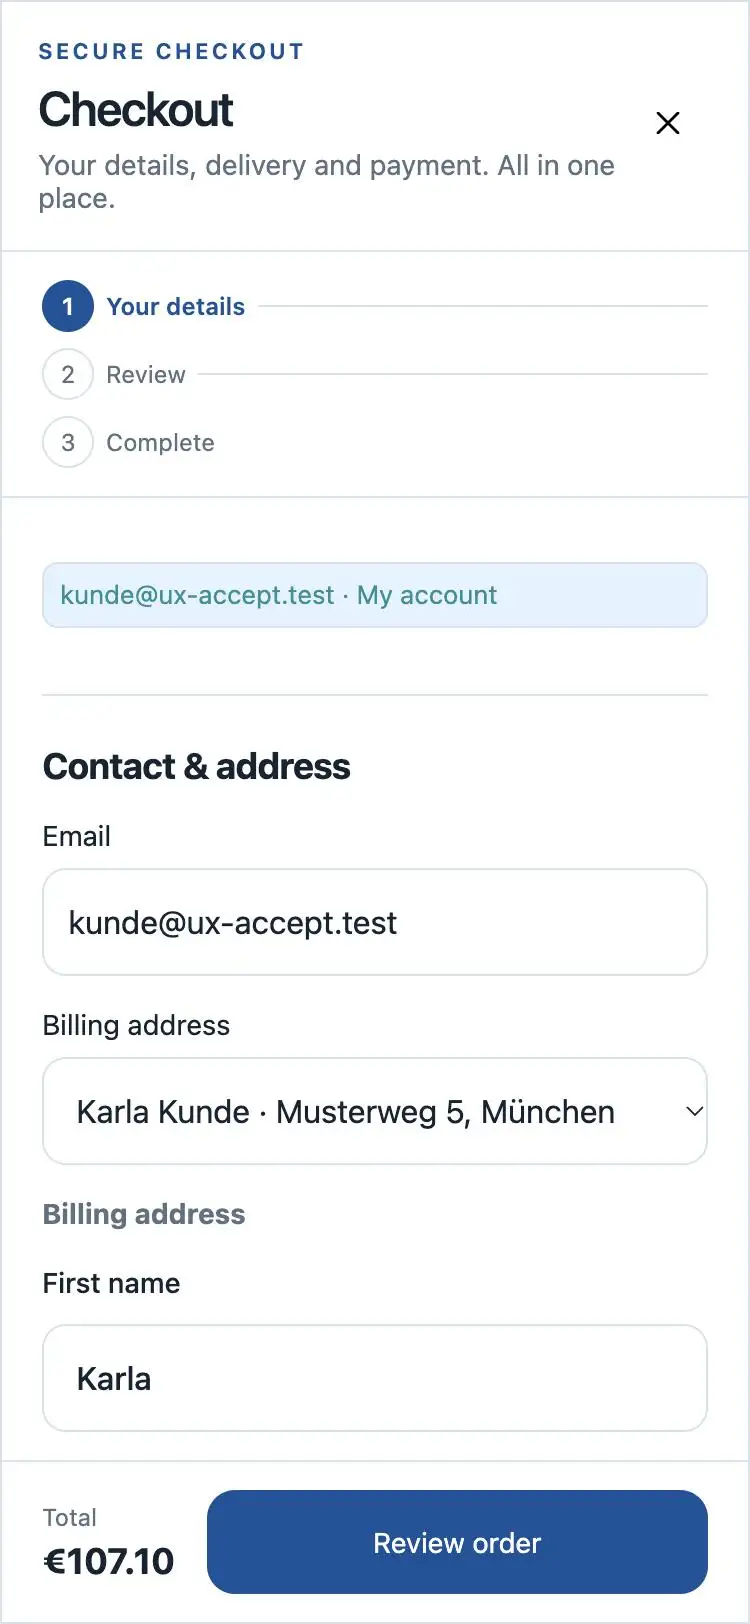 SECURE CHECKOUT
Checkout
Your details, delivery and payment. All in one
place.
1 Your details
2 Review
3 Complete
kunde@ux-accept.test · My account
Contact & address
Email
kunde@ux-accept.test
Billing address
Karla Kunde · Musterweg 5, München
Billing address
First name
Karla
Total
€107.10
Review order